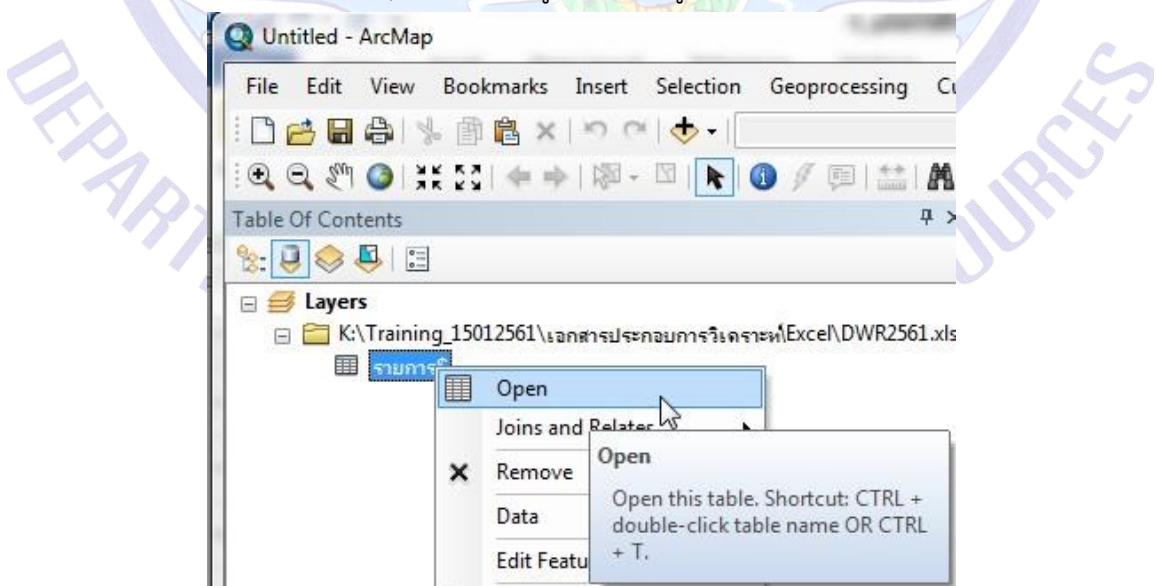 Untitled - ArcMap
File Edit View Bookmarks Insert Selection Geoprocessing Cu
Table Of Contents
Layers
K:\Training_15012561\เอกสารประกอบการวิเคราะห์\Excel\DWR2561.xls
รายการ$
Open
Joins and Relates
Remove
Data
Edit Featu
Open
Open this table. Shortcut: CTRL +
double-click table name OR CTRL
+ T.
DEPART
OURCES